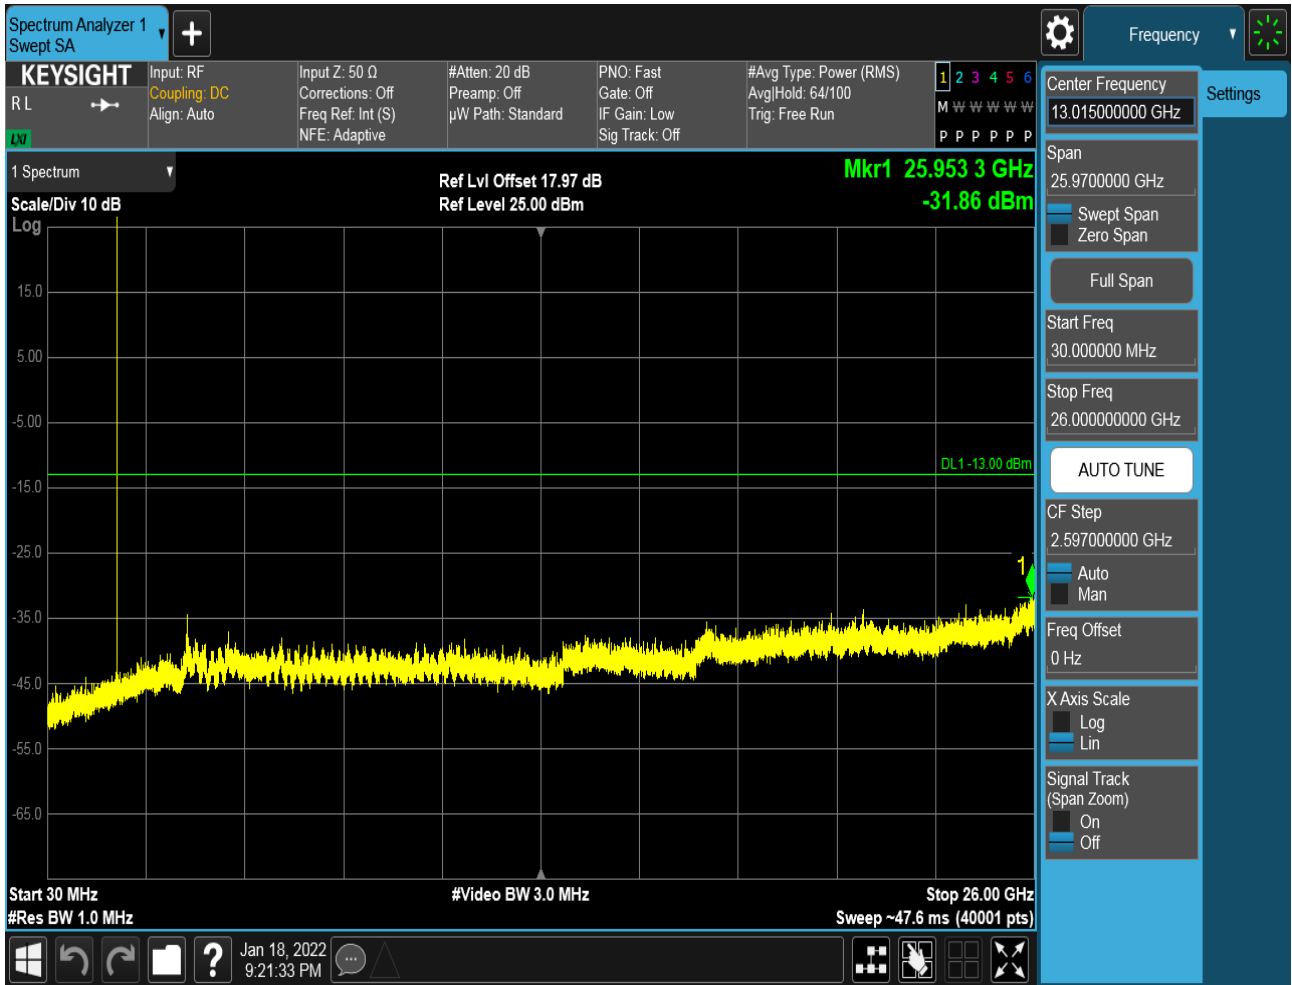 Spectrum Analyzer 1
Swept SA
Frequency
KEYSIGHT
R L
LXI
Input: RF
Coupling: DC
Align: Auto
Input Z: 50 Ω
Corrections: Off
Freq Ref: Int (S)
NFE: Adaptive
#Atten: 20 dB
Preamp: Off
µW Path: Standard
PNO: Fast
Gate: Off
IF Gain: Low
Sig Track: Off
#Avg Type: Power (RMS)
Avg|Hold: 64/100
Trig: Free Run
1 2 3 4 5 6
M W W W W W
P P P P P P
1 Spectrum
Scale/Div 10 dB
Log
Ref Lvl Offset 17.97 dB
Ref Level 25.00 dBm
Mkr1 25.953 3 GHz
-31.86 dBm
15.0
5.00
-5.00
-15.0
-25.0
-35.0
-45.0
-55.0
-65.0
DL1 -13.00 dBm
1
Start 30 MHz
#Res BW 1.0 MHz
#Video BW 3.0 MHz
Stop 26.00 GHz
Sweep ~47.6 ms (40001 pts)
Jan 18, 2022
9:21:33 PM
Center Frequency
13.015000000 GHz
Settings
Span
25.9700000 GHz
Swept Span
Zero Span
Full Span
Start Freq
30.000000 MHz
Stop Freq
26.000000000 GHz
AUTO TUNE
CF Step
2.597000000 GHz
Auto
Man
Freq Offset
0 Hz
X Axis Scale
Log
Lin
Signal Track
(Span Zoom)
On
Off